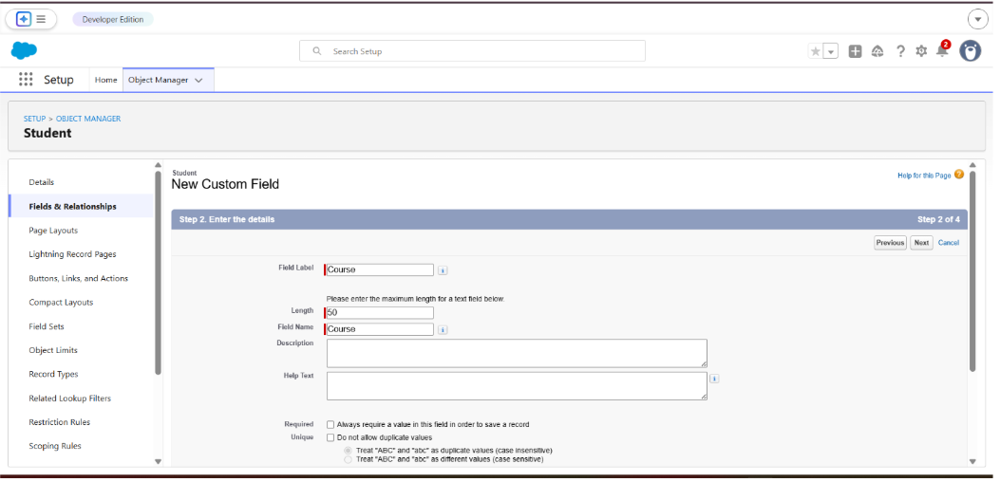 Developer Edition
Search Setup
2
Setup
Home
Object Manager
SETUP > OBJECT MANAGER
Student
Details
Fields & Relationships
Page Layouts
Lightning Record Pages
Buttons, Links, and Actions
Compact Layouts
Field Sets
Object Limits
Record Types
Related Lookup Filters
Restriction Rules
Scoping Rules
Student
New Custom Field
Help for this Page ?
Step 2. Enter the details
Step 2 of 4
Previous
Next
Cancel
Field Label
Course
i
Please enter the maximum length for a text field below.
Length
50
Field Name
Course
i
Description
Help Text
i
Required
Always require a value in this field in order to save a record
Unique
Do not allow duplicate values
Treat "ABC" and "abc" as duplicate values (case insensitive)
Treat "ABC" and "abc" as different values (case sensitive)